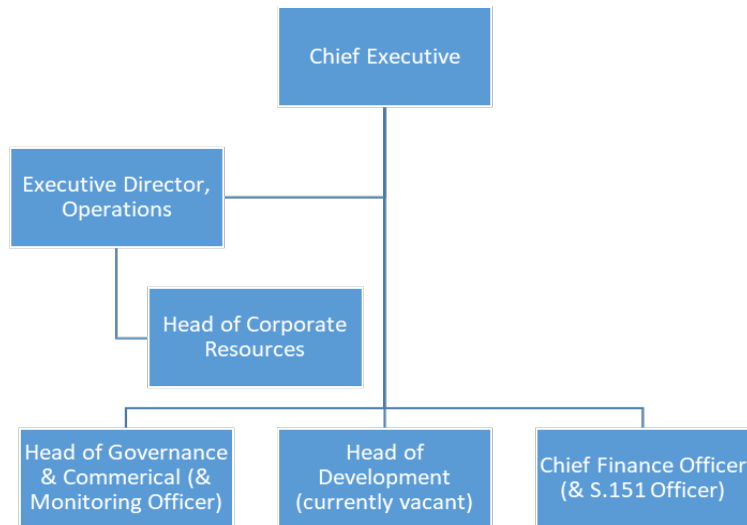 Chief Executive
Executive Director,
Operations
Head of Corporate
Resources
Head of Governance
& Commerical (&
Monitoring Officer)
Head of
Development
(currently vacant)
Chief Finance Officer
(& S.151 Officer)